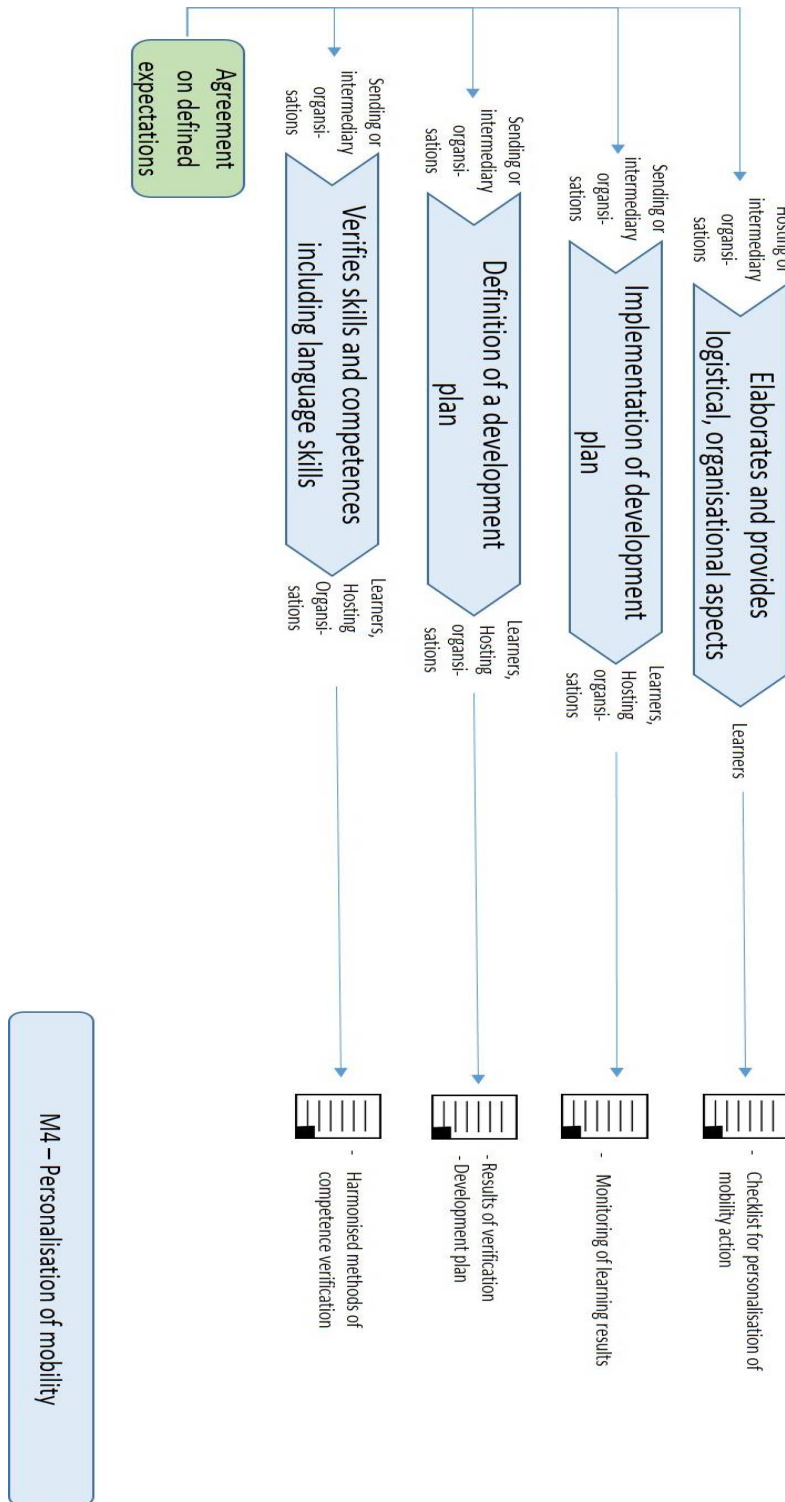 Hosting or
intermediary
organi-
sations
Elaborates and provides
logistical, organisational aspects
Learners
- Checklist for personalisation of
mobility action
Sending or
intermediary
organi-
sations
Implementation of development
plan
Learners,
Hosting
organsi-
sations
- Monitoring of learning results
Sending or
intermediary
organi-
sations
Definition of a development
plan
Learners,
Hosting
organsi-
sations
- Results of verification
- Development plan
Sending or
intermediary
organi-
sations
Verifies skills and competences
including language skills
Learners,
Hosting
Organsi-
sations
- Harmonised methods of
competence verification
Agreement
on defined
expectations
M4 – Personalisation of mobility